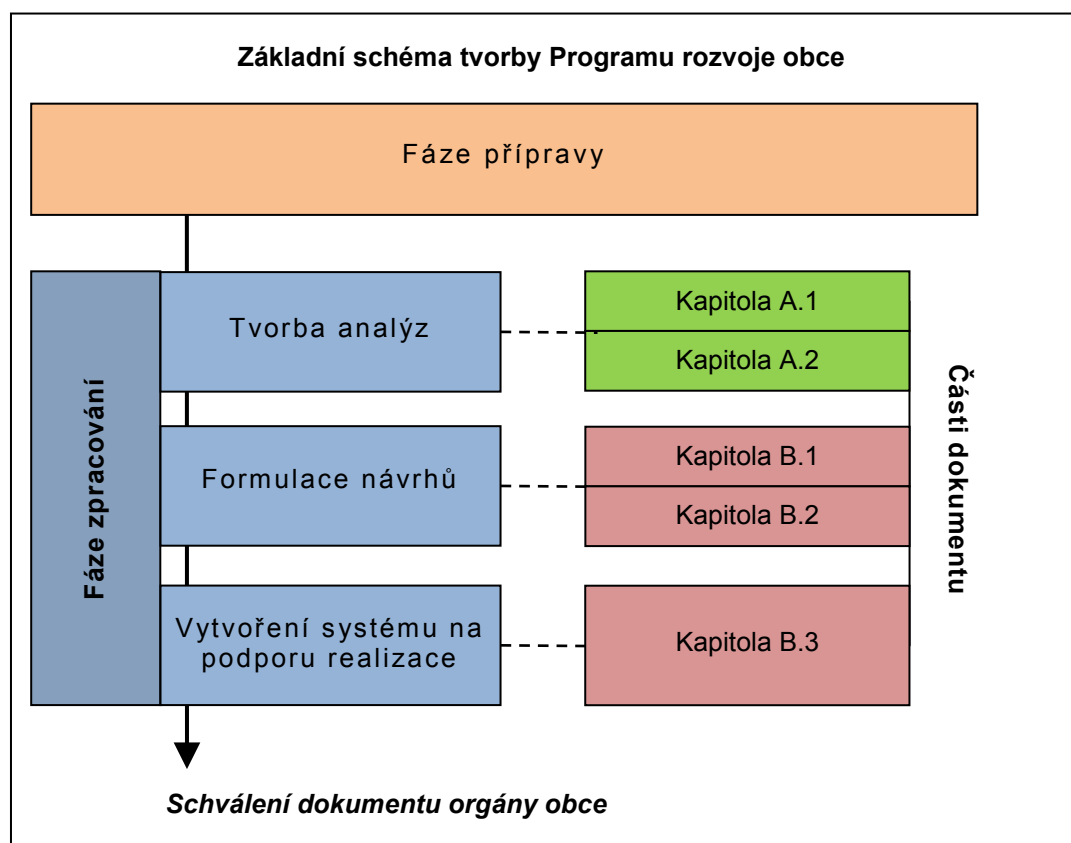 Základní schéma tvorby Programu rozvoje obce
Fáze přípravy
Fáze zpracování
Tvorba analýz
Kapitola A.1
Kapitola A.2
Formulace návrhů
Kapitola B.1
Kapitola B.2
Vytvoření systému na
podporu realizace
Kapitola B.3
Části dokumentu
Schválení dokumentu orgány obce